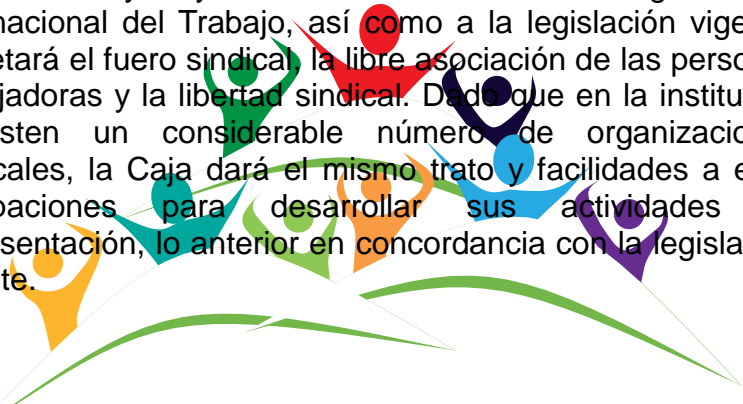 nacional del Trabajo, así como a la legislación vige
etará el fuero sindical, la libre asociación de las perso
jadoras y la libertad sindical. Dado que en la institu
sten un considerable número de organizacio
cales, la Caja dará el mismo trato y facilidades a e
paciones para desarrollar sus actividades
sentación, lo anterior en concordancia con la legisla
te.